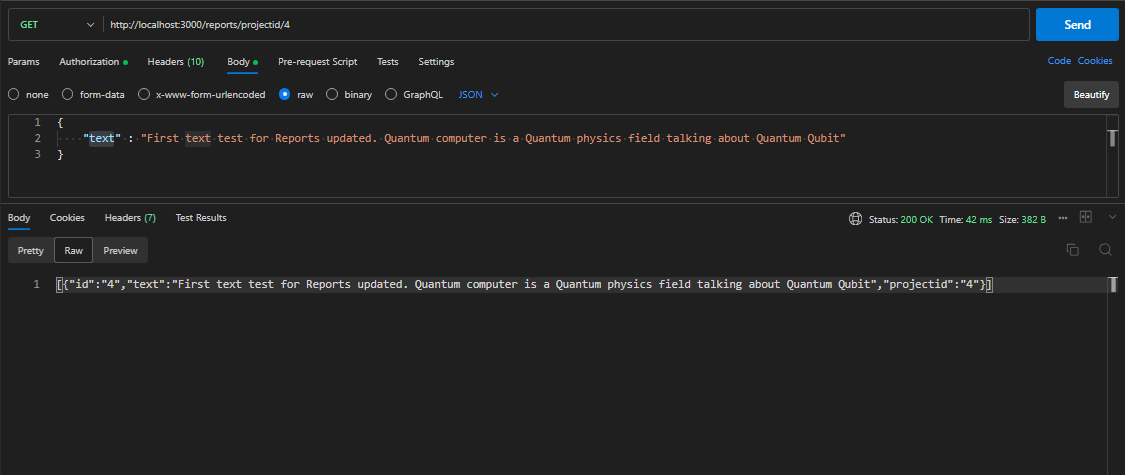 GET http://localhost:3000/reports/projectid/4 Send
Params Authorization Headers (10) Body Pre-request Script Tests Settings Code Cookies
none form-data x-www-form-urlencoded raw binary GraphQL JSON Beautify
1 {
2 "text" : "First text test for Reports updated. Quantum computer is a Quantum physics field talking about Quantum Qubit"
3 }
Body Cookies Headers (7) Test Results Status: 200 OK Time: 42 ms Size: 382 B
Pretty Raw Preview
1 [{"id":"4","text":"First text test for Reports updated. Quantum computer is a Quantum physics field talking about Quantum Qubit","projectid":"4"}]